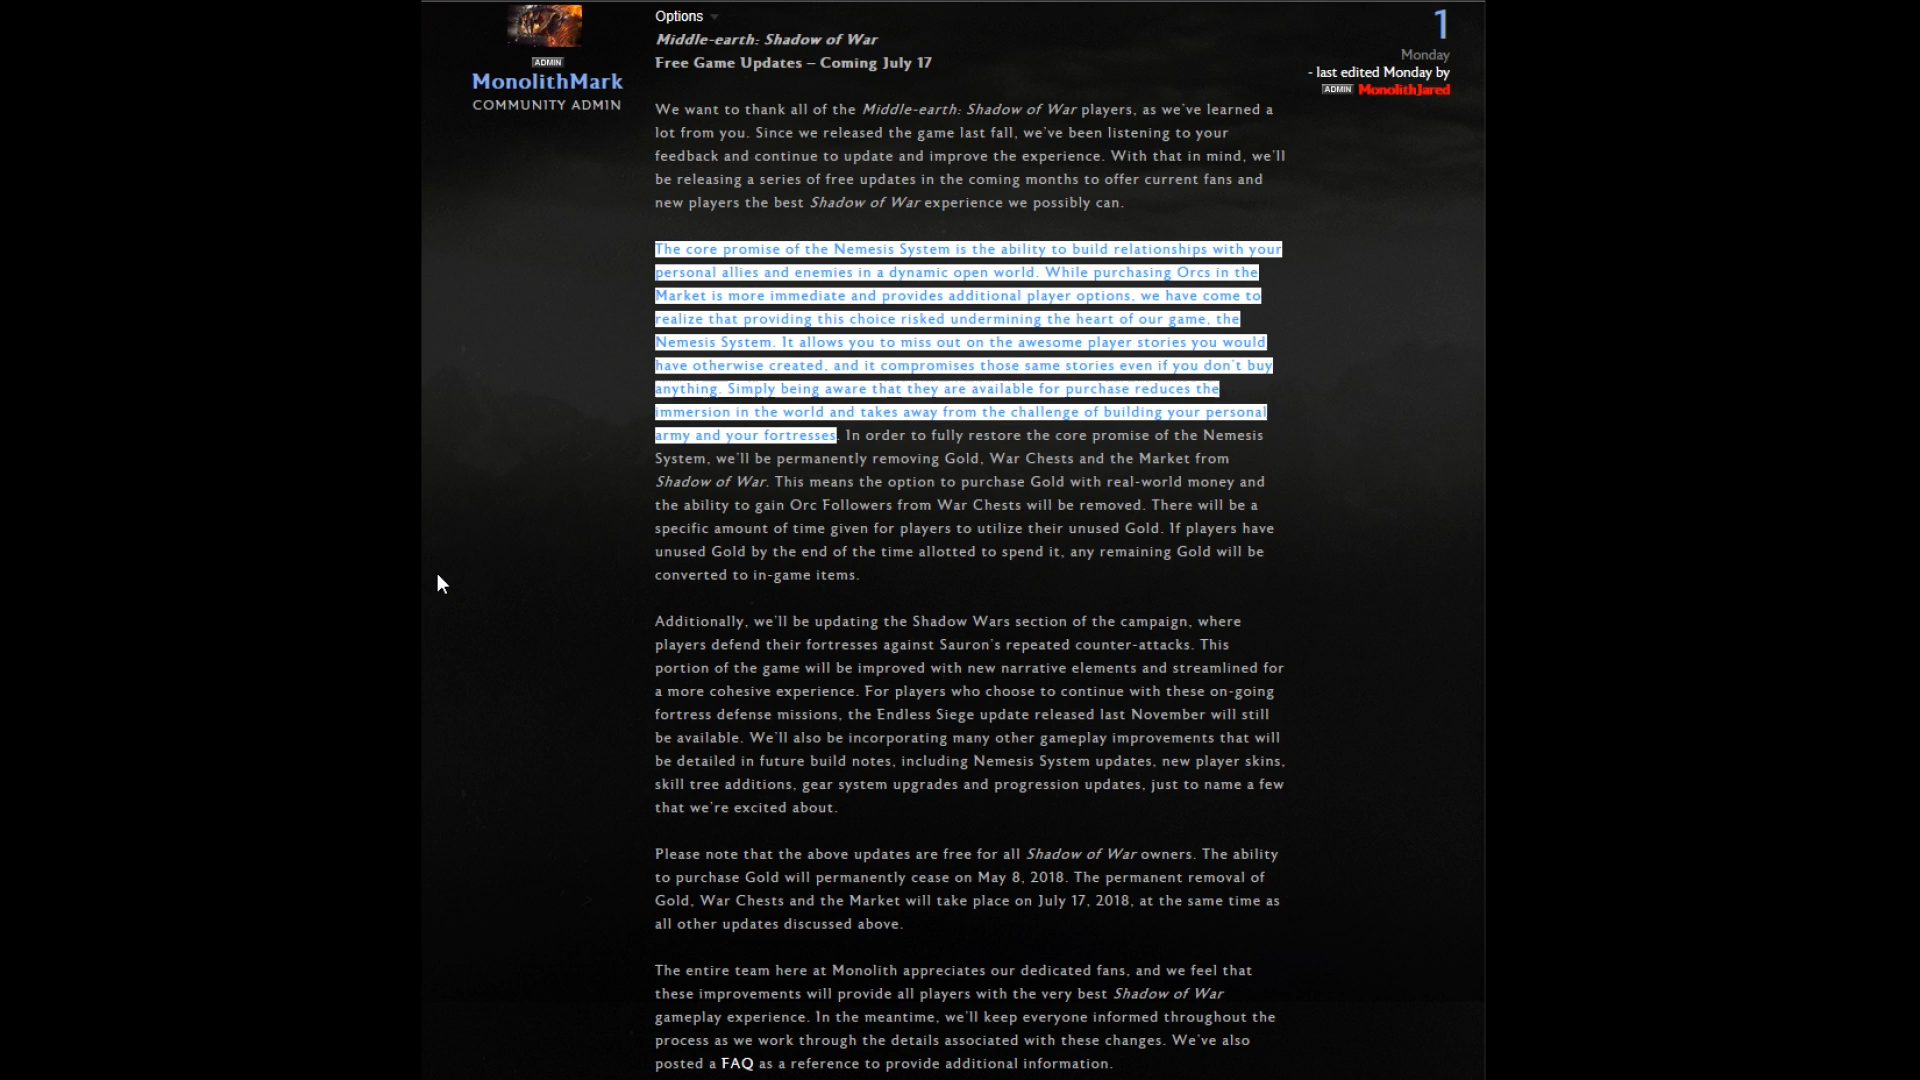 Options
Middle-earth: Shadow of War
Free Game Updates – Coming July 17
1
Monday
- last edited Monday by
ADMIN MonolithJared
ADMIN
MonolithMark
COMMUNITY ADMIN
We want to thank all of the Middle-earth: Shadow of War players, as we’ve learned a
lot from you. Since we released the game last fall, we’ve been listening to your
feedback and continue to update and improve the experience. With that in mind, we’ll
be releasing a series of free updates in the coming months to offer current fans and
new players the best Shadow of War experience we possibly can.
The core promise of the Nemesis System is the ability to build relationships with your
personal allies and enemies in a dynamic open world. While purchasing Orcs in the
Market is more immediate and provides additional player options, we have come to
realize that providing this choice risked undermining the heart of our game, the
Nemesis System. It allows you to miss out on the awesome player stories you would
have otherwise created, and it compromises those same stories even if you don’t buy
anything. Simply being aware that they are available for purchase reduces the
immersion in the world and takes away from the challenge of building your personal
army and your fortresses. In order to fully restore the core promise of the Nemesis
System, we’ll be permanently removing Gold, War Chests and the Market from
Shadow of War. This means the option to purchase Gold with real-world money and
the ability to gain Orc Followers from War Chests will be removed. There will be a
specific amount of time given for players to utilize their unused Gold. If players have
unused Gold by the end of the time allotted to spend it, any remaining Gold will be
converted to in-game items.
Additionally, we’ll be updating the Shadow Wars section of the campaign, where
players defend their fortresses against Sauron’s repeated counter-attacks. This
portion of the game will be improved with new narrative elements and streamlined for
a more cohesive experience. For players who choose to continue with these on-going
fortress defense missions, the Endless Siege update released last November will still
be available. We’ll also be incorporating many other gameplay improvements that will
be detailed in future build notes, including Nemesis System updates, new player skins,
skill tree additions, gear system upgrades and progression updates, just to name a few
that we’re excited about.
Please note that the above updates are free for all Shadow of War owners. The ability
to purchase Gold will permanently cease on May 8, 2018. The permanent removal of
Gold, War Chests and the Market will take place on July 17, 2018, at the same time as
all other updates discussed above.
The entire team here at Monolith appreciates our dedicated fans, and we feel that
these improvements will provide all players with the very best Shadow of War
gameplay experience. In the meantime, we’ll keep everyone informed throughout the
process as we work through the details associated with these changes. We’ve also
posted a FAQ as a reference to provide additional information.